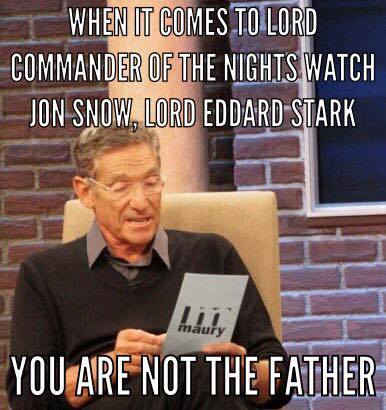 WHEN IT COMES TO LORD
COMMANDER OF THE NIGHTS WATCH
JON SNOW, LORD EDDARD STARK
maury
YOU ARE NOT THE FATHER